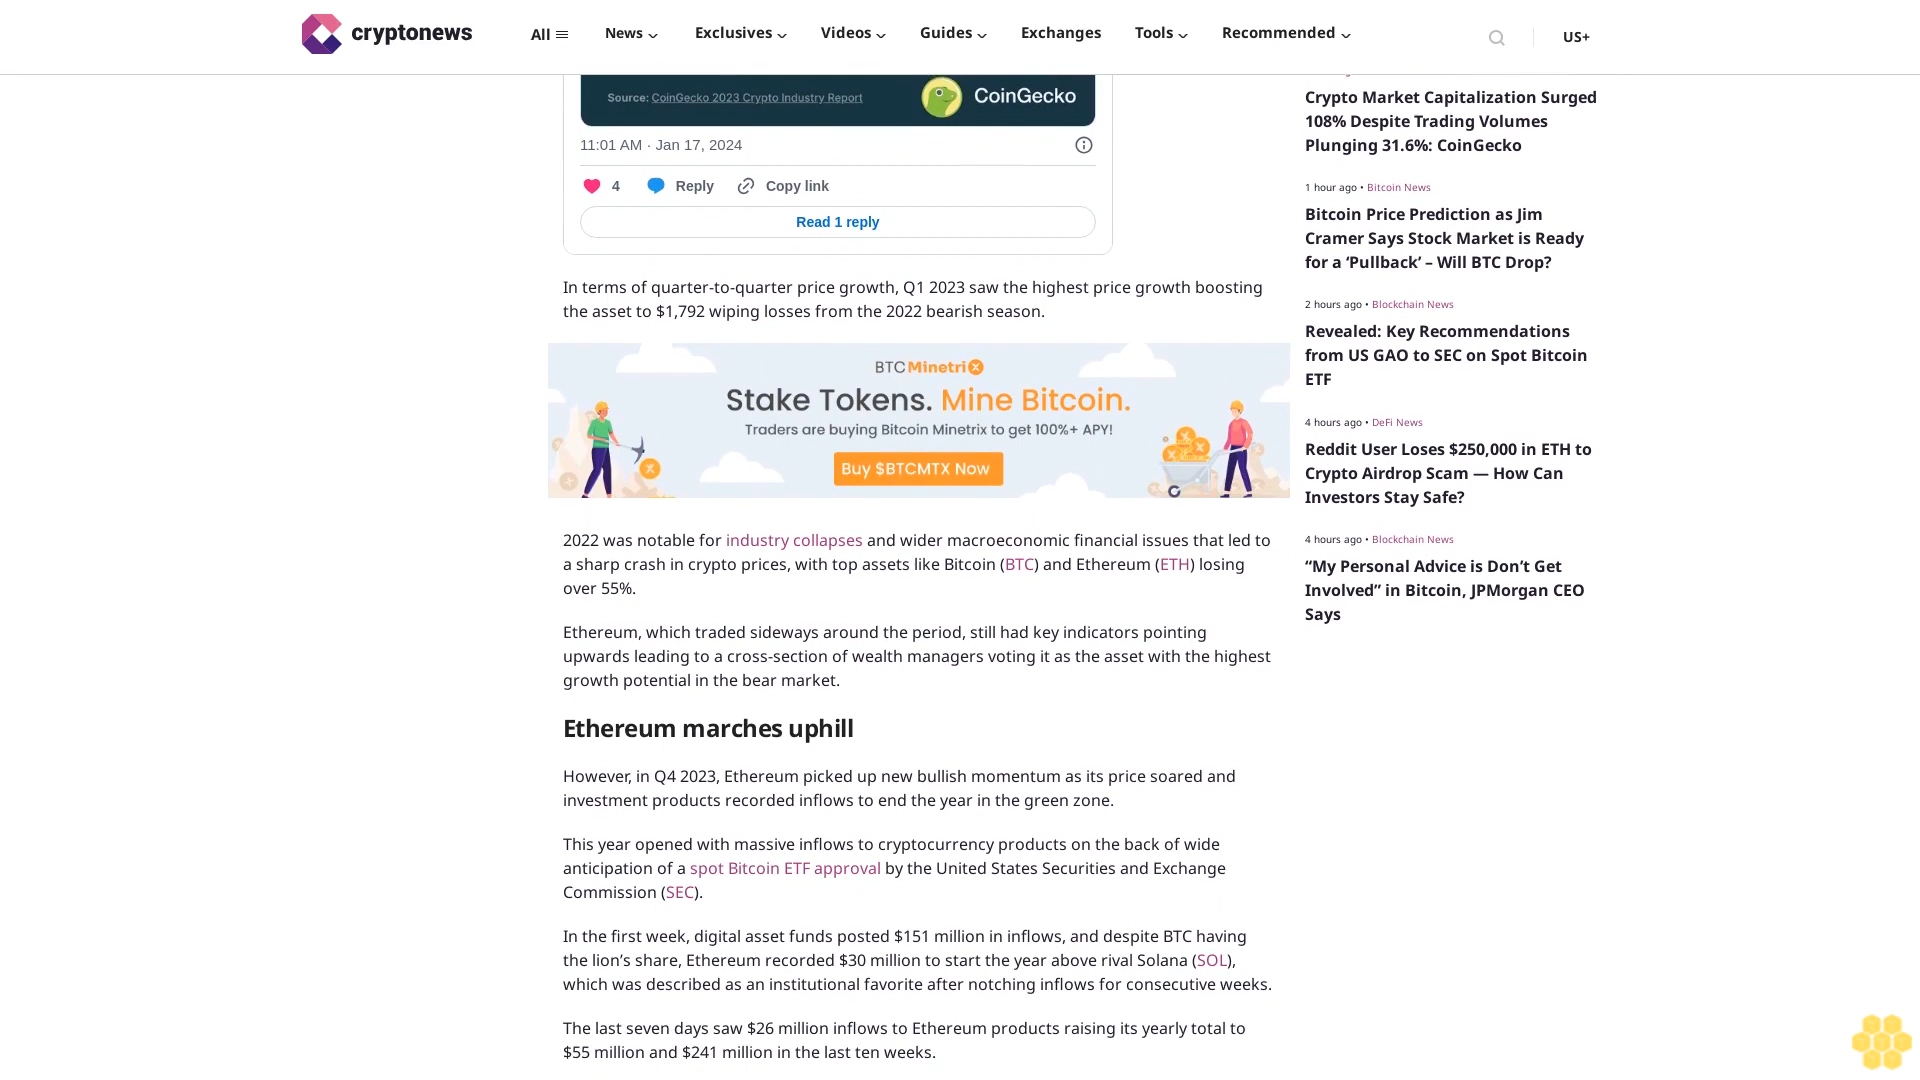 cryptonews
All
News
Exclusives
Videos
Guides
Exchanges
Tools
Recommended
US+
Source: CoinGecko 2023 Crypto Industry Report
CoinGecko
11:01 AM · Jan 17, 2024
4
Reply
Copy link
Read 1 reply
In terms of quarter-to-quarter price growth, Q1 2023 saw the highest price growth boosting
the asset to $1,792 wiping losses from the 2022 bearish season.
BTCMinetrix
Stake Tokens. Mine Bitcoin.
Traders are buying Bitcoin Minetrix to get 100%+ APY!
Buy $BTCMTX Now
2022 was notable for industry collapses and wider macroeconomic financial issues that led to
a sharp crash in crypto prices, with top assets like Bitcoin (BTC) and Ethereum (ETH) losing
over 55%.
Ethereum, which traded sideways around the period, still had key indicators pointing
upwards leading to a cross-section of wealth managers voting it as the asset with the highest
growth potential in the bear market.
Ethereum marches uphill
However, in Q4 2023, Ethereum picked up new bullish momentum as its price soared and
investment products recorded inflows to end the year in the green zone.
This year opened with massive inflows to cryptocurrency products on the back of wide
anticipation of a spot Bitcoin ETF approval by the United States Securities and Exchange
Commission (SEC).
In the first week, digital asset funds posted $151 million in inflows, and despite BTC having
the lion’s share, Ethereum recorded $30 million to start the year above rival Solana (SOL),
which was described as an institutional favorite after notching inflows for consecutive weeks.
The last seven days saw $26 million inflows to Ethereum products raising its yearly total to
$55 million and $241 million in the last ten weeks.
Crypto Market Capitalization Surged
108% Despite Trading Volumes
Plunging 31.6%: CoinGecko
1 hour ago • Bitcoin News
Bitcoin Price Prediction as Jim
Cramer Says Stock Market is Ready
for a ‘Pullback’ – Will BTC Drop?
2 hours ago • Blockchain News
Revealed: Key Recommendations
from US GAO to SEC on Spot Bitcoin
ETF
4 hours ago • DeFi News
Reddit User Loses $250,000 in ETH to
Crypto Airdrop Scam — How Can
Investors Stay Safe?
4 hours ago • Blockchain News
“My Personal Advice is Don’t Get
Involved” in Bitcoin, JPMorgan CEO
Says